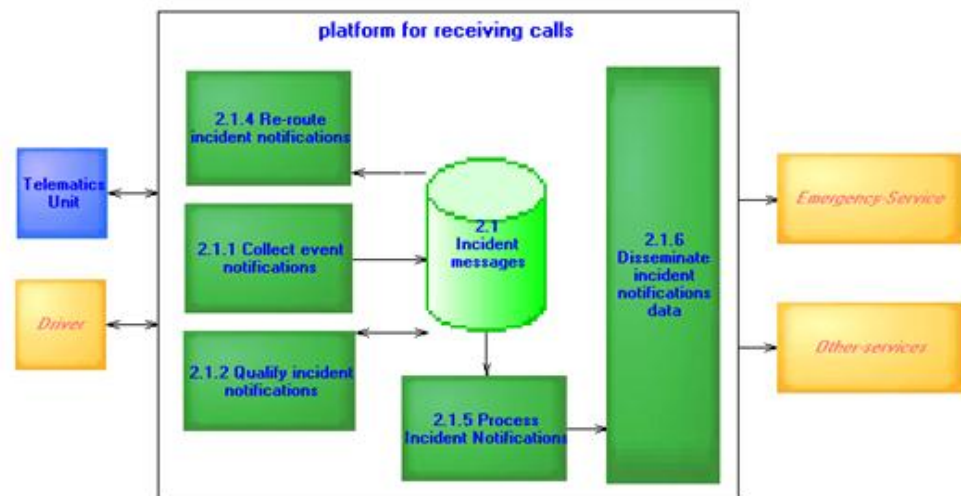 platform for receiving calls
2.1.4 Re-route
incident notifications
Telematics
Unit
2.1.1 Collect event
notifications
Driver
2.1.2 Qualify incident
notifications
2.1
Incident
messages
2.1.5 Process
Incident Notifications
2.1.6
Disseminate
incident
notifications
data
Emergency-Service
Other-services